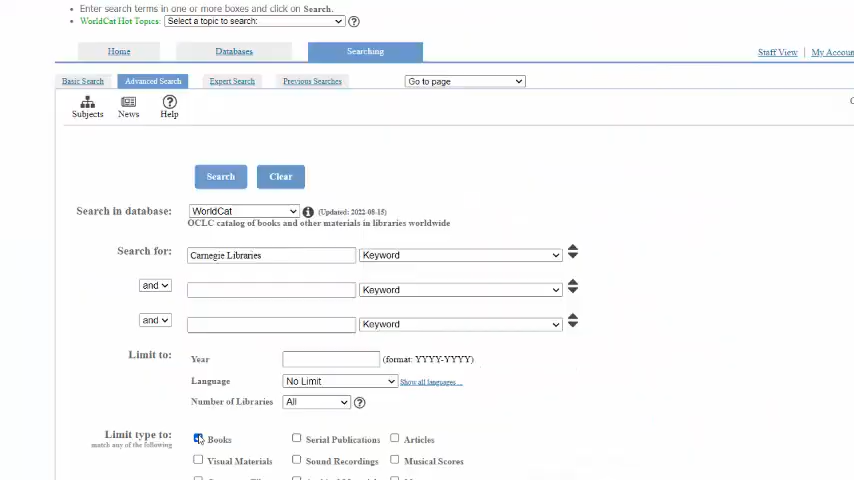 Enter search terms in one or more boxes and click on Search.
WorldCat Hot Topics: Select a topic to search:
Home Databases Searching
Staff View My Accoun
Basic Search Advanced Search Expert Search Previous Searches Go to page
Subjects News Help
Search Clear
Search in database: WorldCat (Updated: 2022-08-15)
OCLC catalog of books and other materials in libraries worldwide
Search for: Carnegie Libraries Keyword
and Keyword
and Keyword
Limit to: Year (format: YYYY-YYYY)
Language No Limit Show all languages ...
Number of Libraries All
Limit type to: Books Serial Publications Articles
match any of the following
Visual Materials Sound Recordings Musical Scores